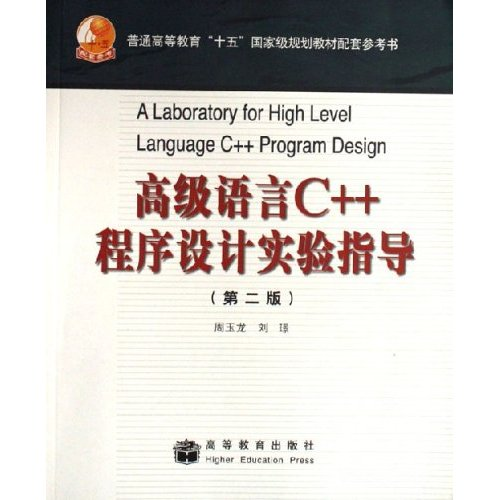 普通高等教育“十五”国家级规划教材配套参考书
A Laboratory for High Level
Language C++ Program Design
高级语言C++
程序设计实验指导
（第二版）
周玉龙 刘璟
高等教育出版社
Higher Education Press